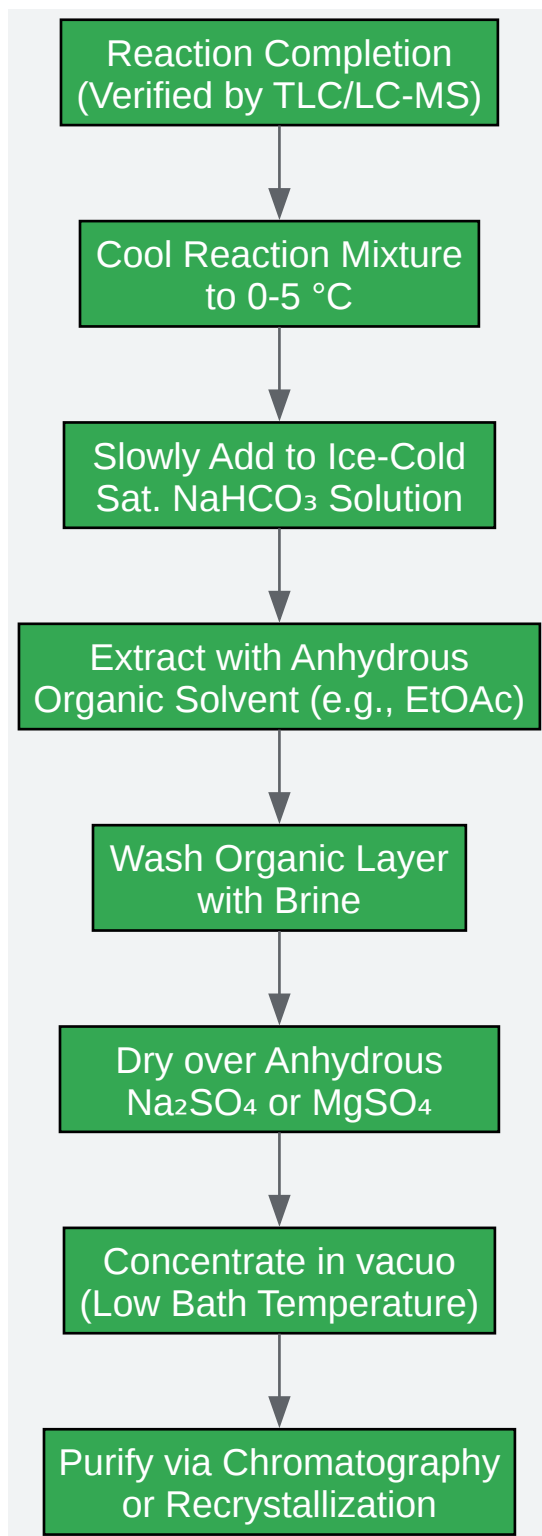 Reaction Completion
(Verified by TLC/LC-MS)
Cool Reaction Mixture
to 0-5 °C
Slowly Add to Ice-Cold
Sat. NaHCO₃ Solution
Extract with Anhydrous
Organic Solvent (e.g., EtOAc)
Wash Organic Layer
with Brine
Dry over Anhydrous
Na₂SO₄ or MgSO₄
Concentrate in vacuo
(Low Bath Temperature)
Purify via Chromatography
or Recrystallization